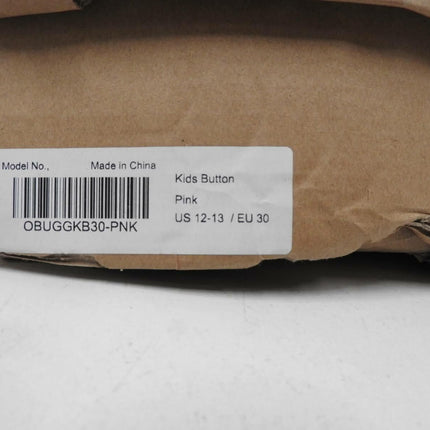 Model No., Made in China
OBUGGKB30-PNK
Kids Button
Pink
US 12-13 / EU 30